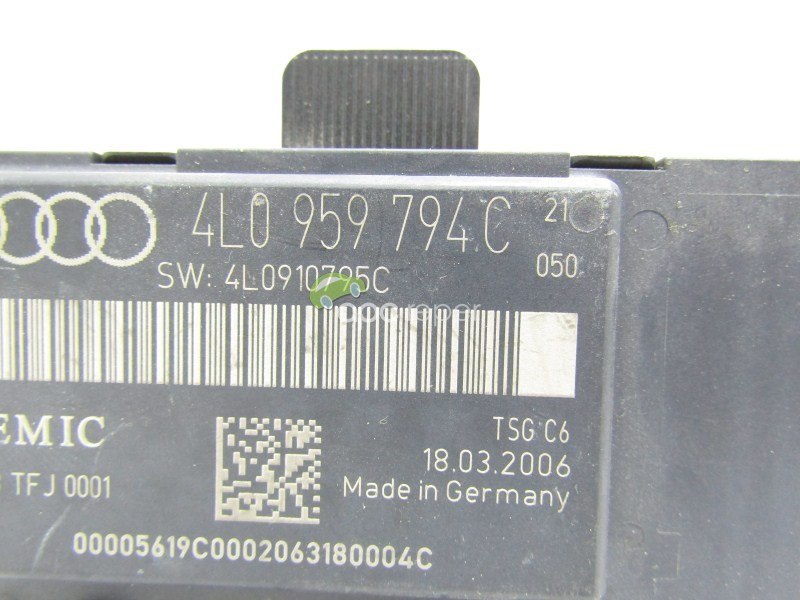 4L0 959 794 C 21
SW: 4L0910795C 050
EMIC
TSG C6
18.03.2006
TFJ 0001
Made in Germany
00005619C0002063180004C